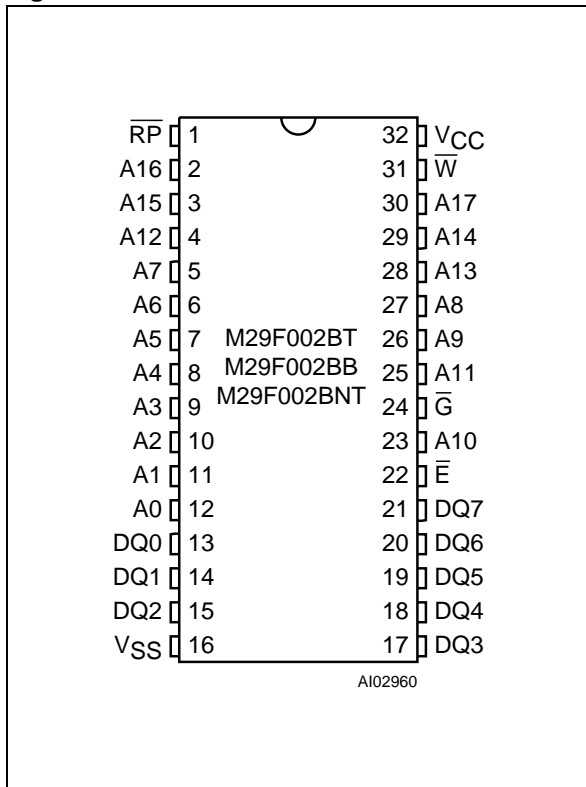 R̅P̅ 1 32 VCC
A16 2 31 W̅
A15 3 30 A17
A12 4 29 A14
A7 5 28 A13
A6 6 27 A8
A5 7 M29F002BT 26 A9
A4 8 M29F002BB 25 A11
A3 9 M29F002BNT 24 G̅
A2 10 23 A10
A1 11 22 E̅
A0 12 21 DQ7
DQ0 13 20 DQ6
DQ1 14 19 DQ5
DQ2 15 18 DQ4
VSS 16 17 DQ3
AI02960